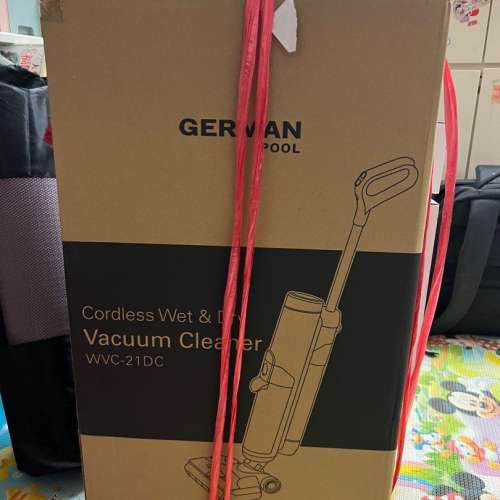 GERMAN
POOL
Cordless Wet & Dry
Vacuum Cleaner
WVC-21DC